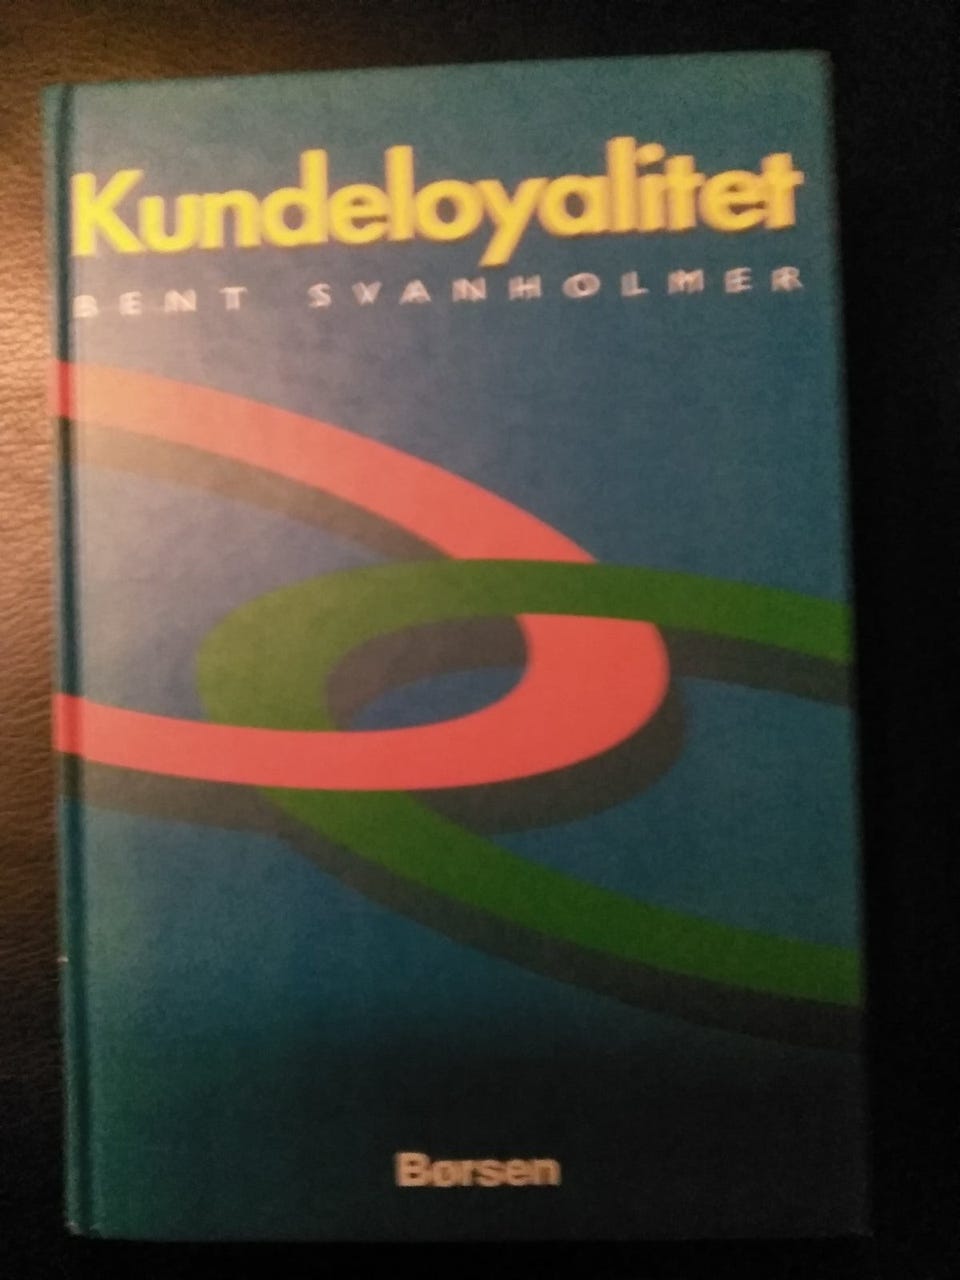 Kundeloyalitet
BENT SVANHOLMER
Børsen